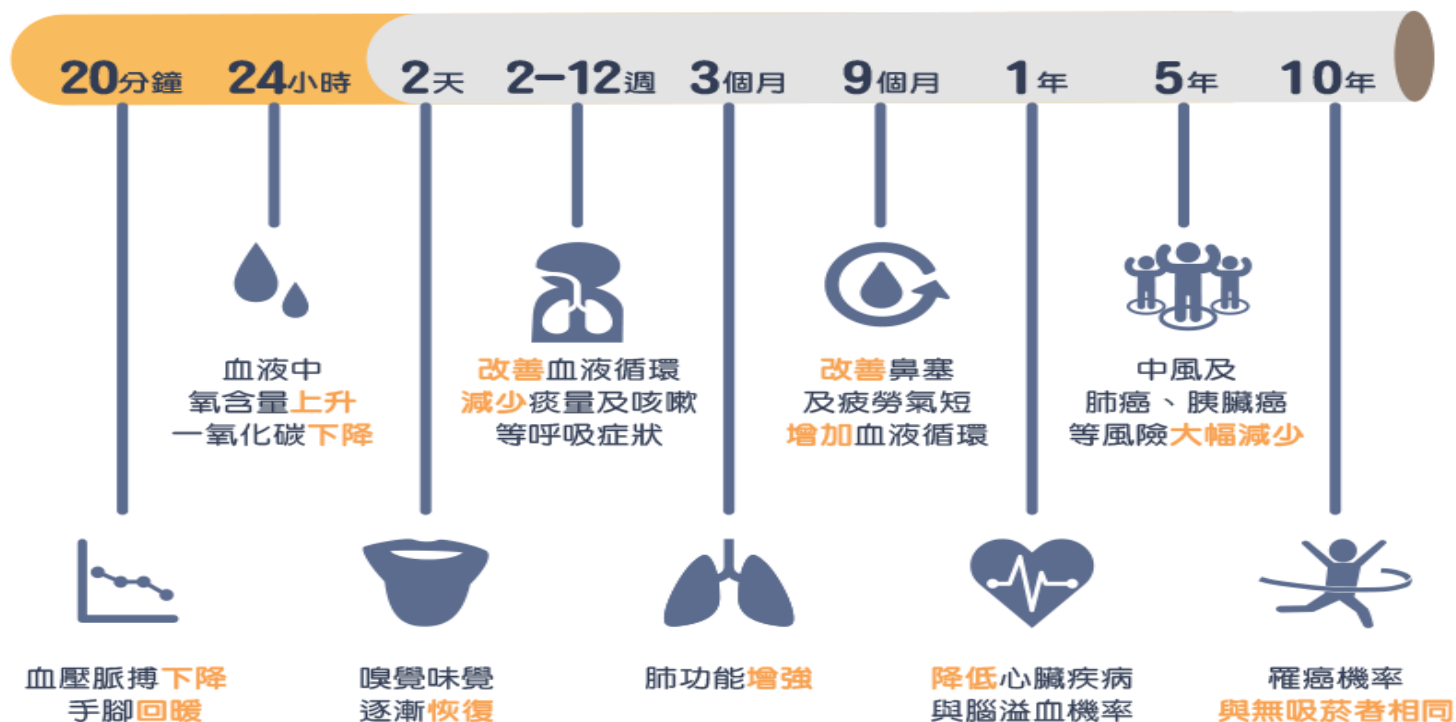 20分鐘
24小時
2天
2-12週
3個月
9個月
1年
5年
10年
血液中
氧含量上升
一氧化碳下降
改善血液循環
減少痰量及咳嗽
等呼吸症狀
改善鼻塞
及疲勞氣短
增加血液循環
中風及
肺癌、胰臟癌
等風險大幅減少
血壓脈搏下降
手腳回暖
嗅覺味覺
逐漸恢復
肺功能增強
降低心臟疾病
與腦溢血機率
罹癌機率
與無吸菸者相同